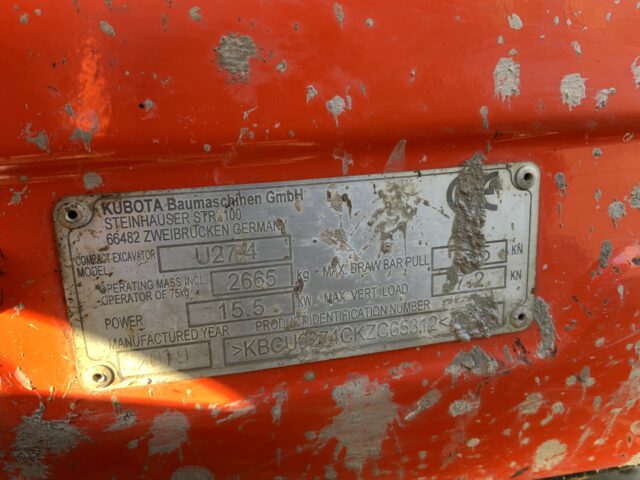 KUBOTA Baumaschinen GmbH
STEINHAUSER STR. 100
66482 ZWEIBRÜCKEN GERMANY
CE
COMPACT EXCAVATOR MODEL U27-4
MAX. DRAW BAR PULL KN
OPERATING MASS INCL. OPERATOR OF 75kg 2665 kg
MAX. VERT. LOAD KN
POWER 15.5 KW
PRODUCT IDENTIFICATION NUMBER
MANUFACTURED YEAR 2019